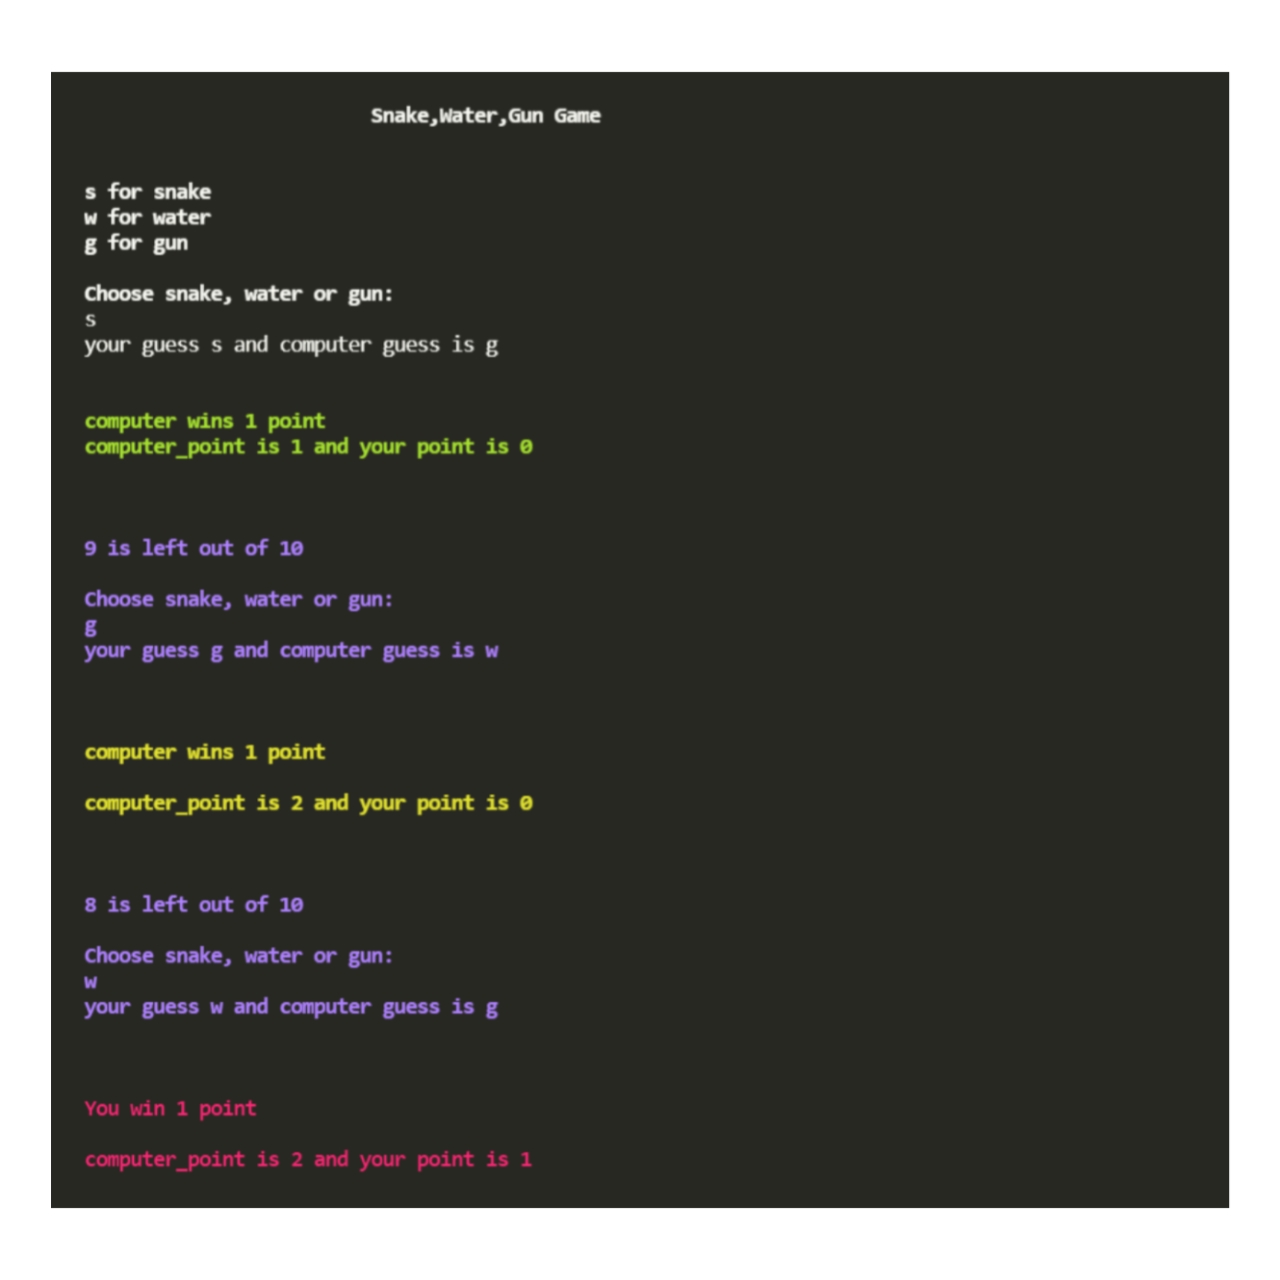 Snake,Water,Gun Game
s for snake
w for water
g for gun
Choose snake, water or gun:
s
your guess s and computer guess is g
computer wins 1 point
computer_point is 1 and your point is 0
9 is left out of 10
Choose snake, water or gun:
g
your guess g and computer guess is w
computer wins 1 point
computer_point is 2 and your point is 0
8 is left out of 10
Choose snake, water or gun:
w
your guess w and computer guess is g
You win 1 point
computer_point is 2 and your point is 1